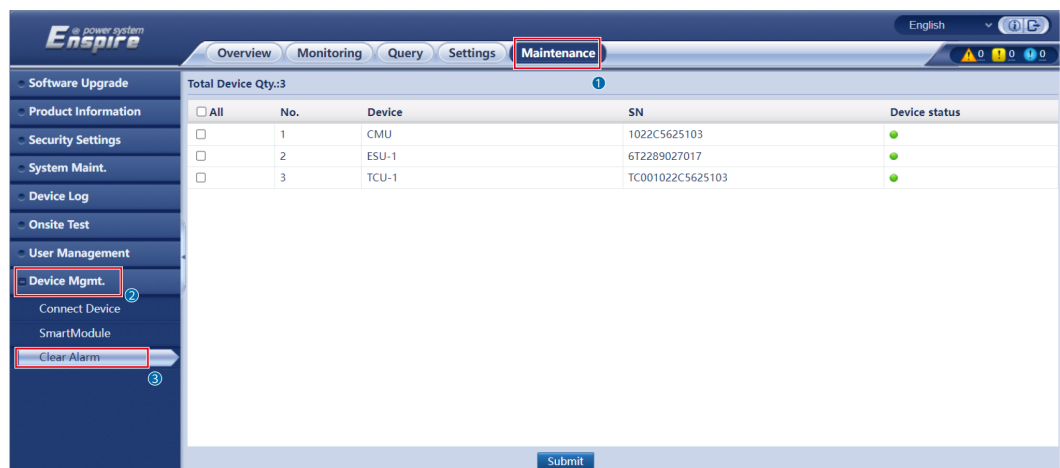 English
e power system
Enspire
Overview Monitoring Query Settings Maintenance
0 0 0
1
Software Upgrade
Product Information
Security Settings
System Maint.
Device Log
Onsite Test
User Management
Device Mgmt.
2
Connect Device
SmartModule
Clear Alarm
3
Total Device Qty.:3
All No. Device SN Device status
1 CMU 1022C5625103
2 ESU-1 6T2289027017
3 TCU-1 TC001022C5625103
Submit